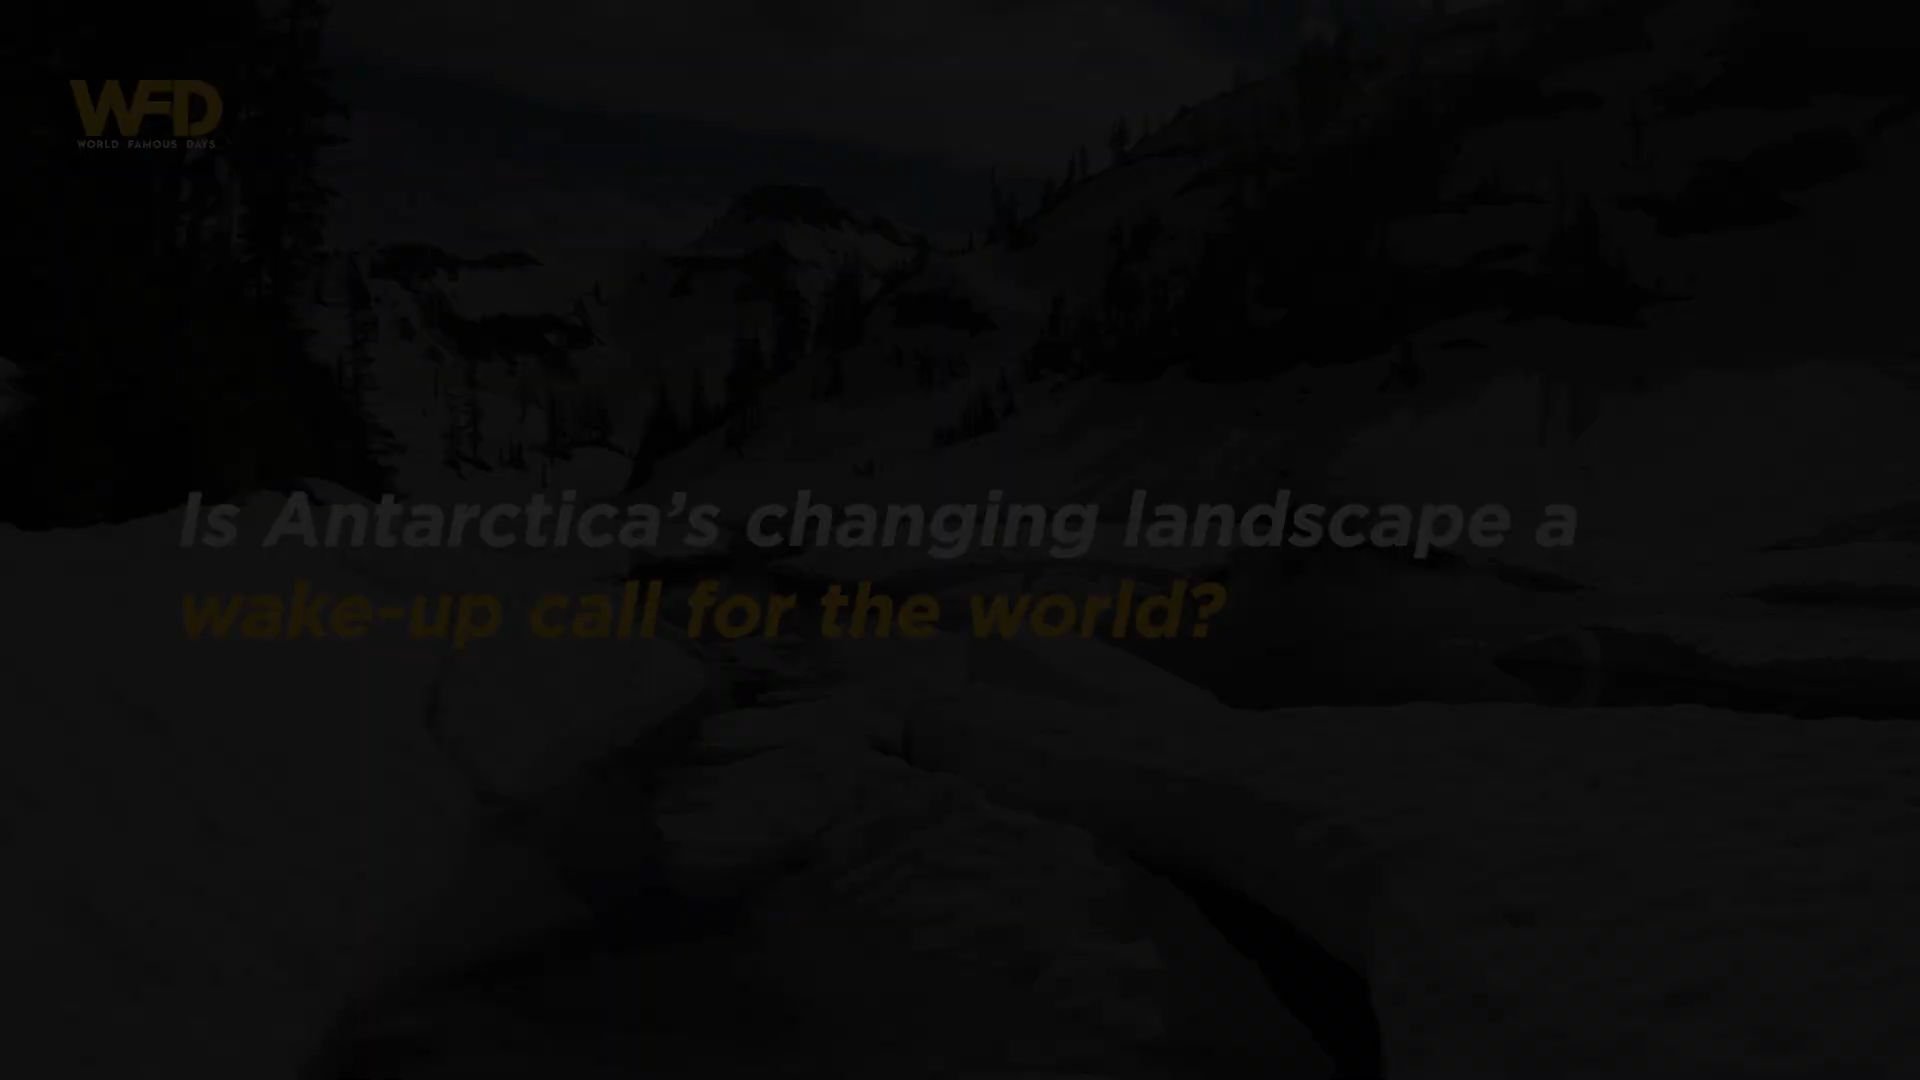 WFD
WORLD FAMOUS DAYS
Is Antarctica’s changing landscape a
wake-up call for the world?